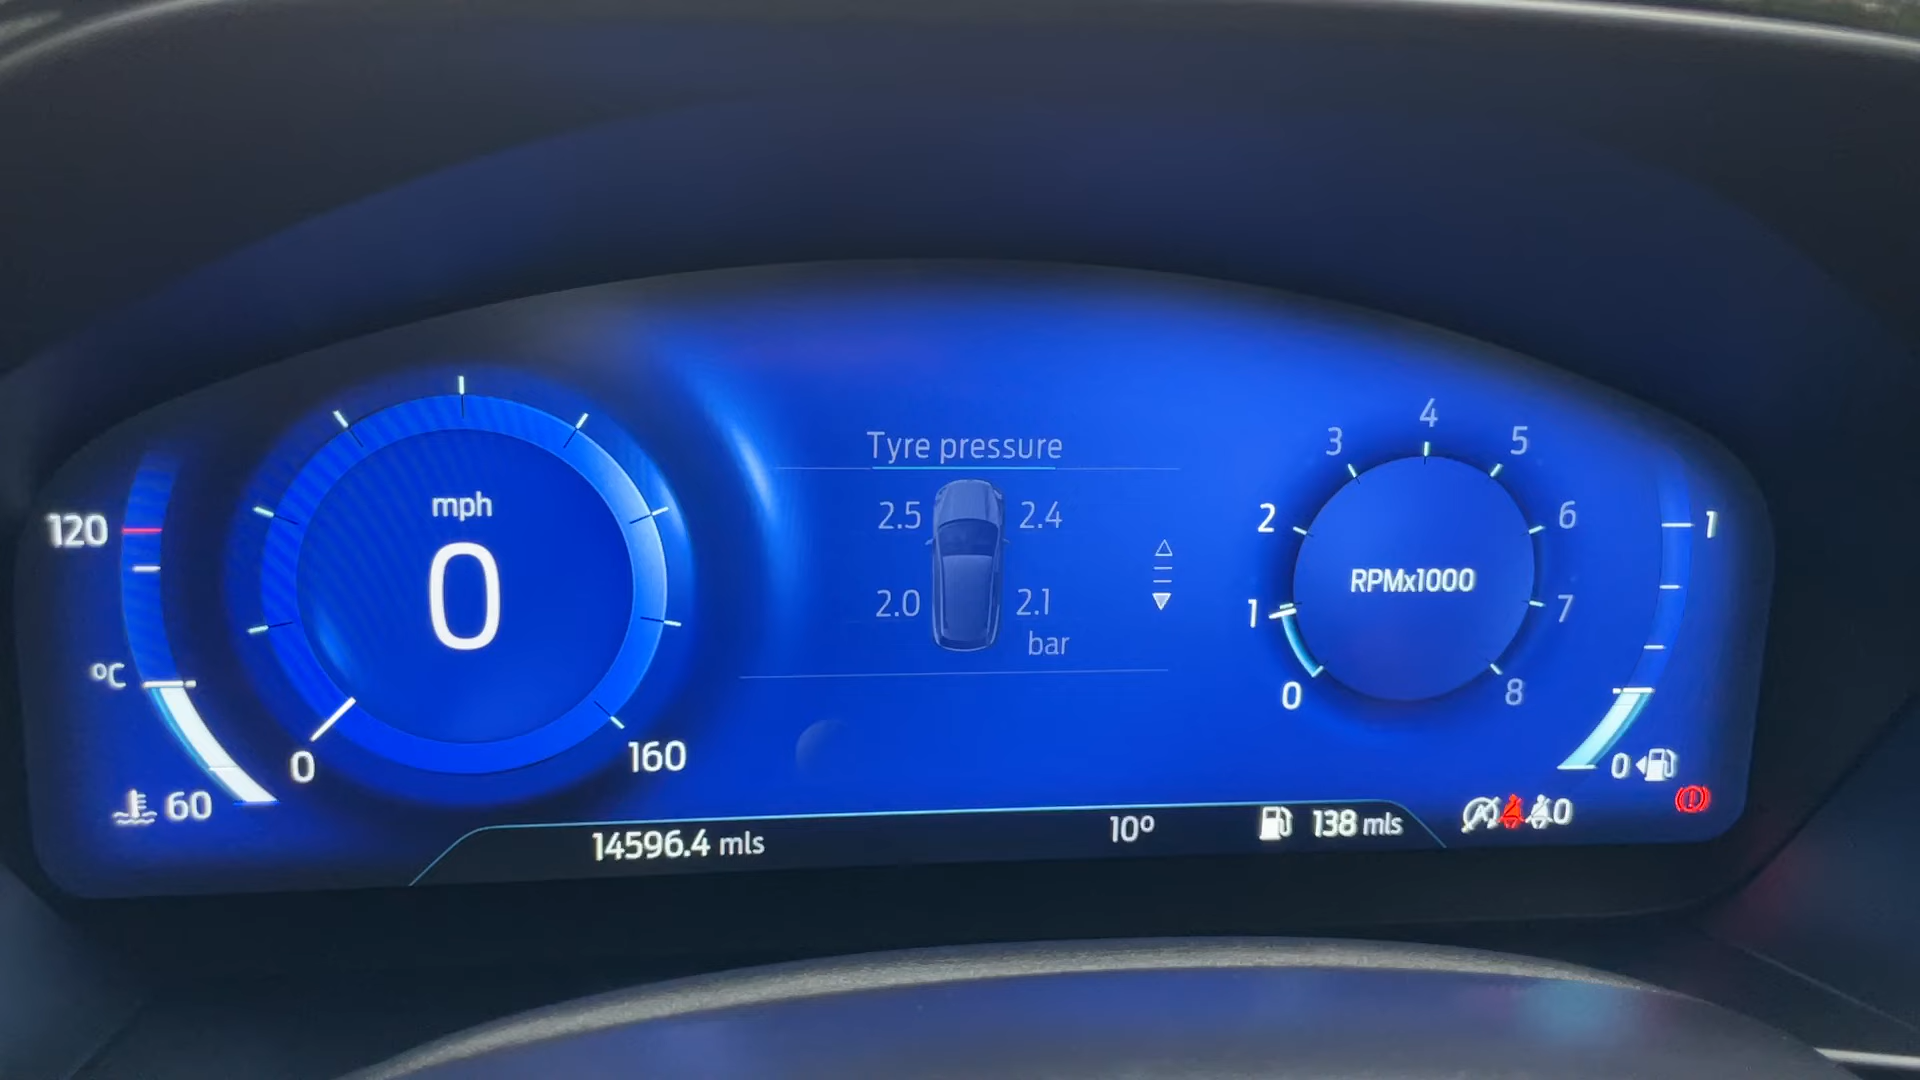 Tyre pressure
2.5 2.4
2.0 2.1
bar
120
°C
60
mph
0
0 160
RPMx1000
0 1 2 3 4 5 6 7 8
1
0
14596.4 mls
10°
138 mls
0